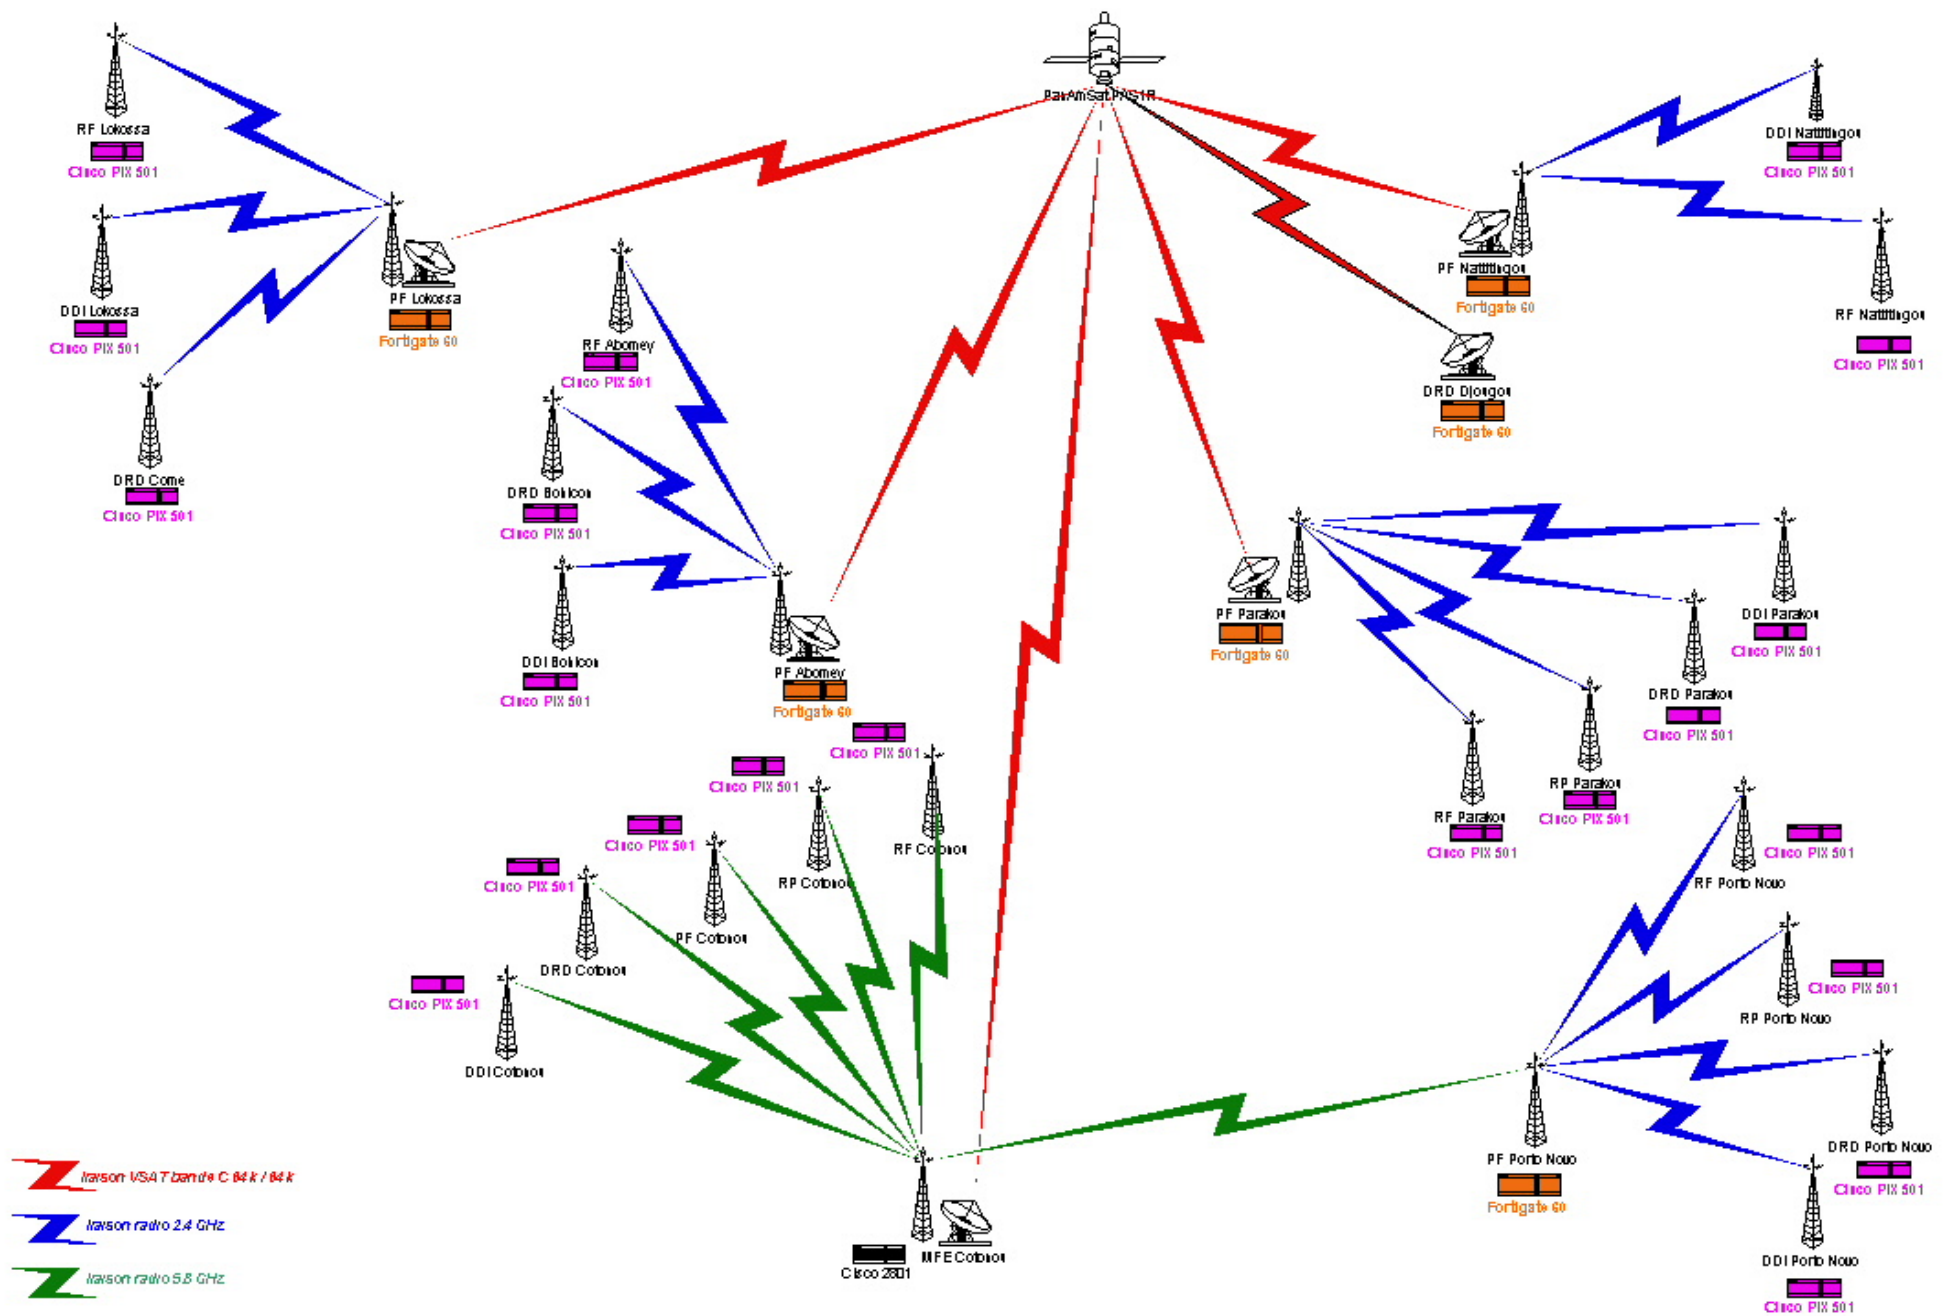 PanAmSat PAS1R
RF Lokossa
Cisco PIX 501
DDI Lokossa
Cisco PIX 501
DRD Come
Cisco PIX 501
PF Lokossa
Fortigate 60
RF Abomey
Cisco PIX 501
DRD Bohicon
Cisco PIX 501
DDI Bohicon
Cisco PIX 501
PF Abomey
Fortigate 60
DDI Natitingou
Cisco PIX 501
RF Natitingou
Cisco PIX 501
PF Natitingou
Fortigate 60
DRD Djougou
Fortigate 60
PF Parakou
Fortigate 60
DDI Parakou
Cisco PIX 501
DRD Parakou
Cisco PIX 501
RP Parakou
Cisco PIX 501
RF Parakou
Cisco PIX 501
Cisco PIX 501
RF Cotonou
Cisco PIX 501
RP Cotonou
Cisco PIX 501
PF Cotonou
Cisco PIX 501
DRD Cotonou
Cisco PIX 501
DDI Cotonou
RF Porto Novo
Cisco PIX 501
RP Porto Novo
Cisco PIX 501
DRD Porto Novo
Cisco PIX 501
DDI Porto Novo
Cisco PIX 501
PF Porto Novo
Fortigate 60
MFE Cotonou
Cisco 2801
liaison VSAT bande C 64k / 64k
liaison radio 2.4 GHz
liaison radio 5.8 GHz